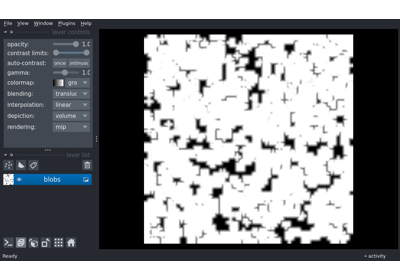 File View Window Plugins Help
layer controls
opacity: 1.0
contrast limits:
auto-contrast: once continuous
gamma: 1.0
colormap: gra
blending: transluc
interpolation: linear
depiction: volume
rendering: mip
layer list
blobs
Ready activity